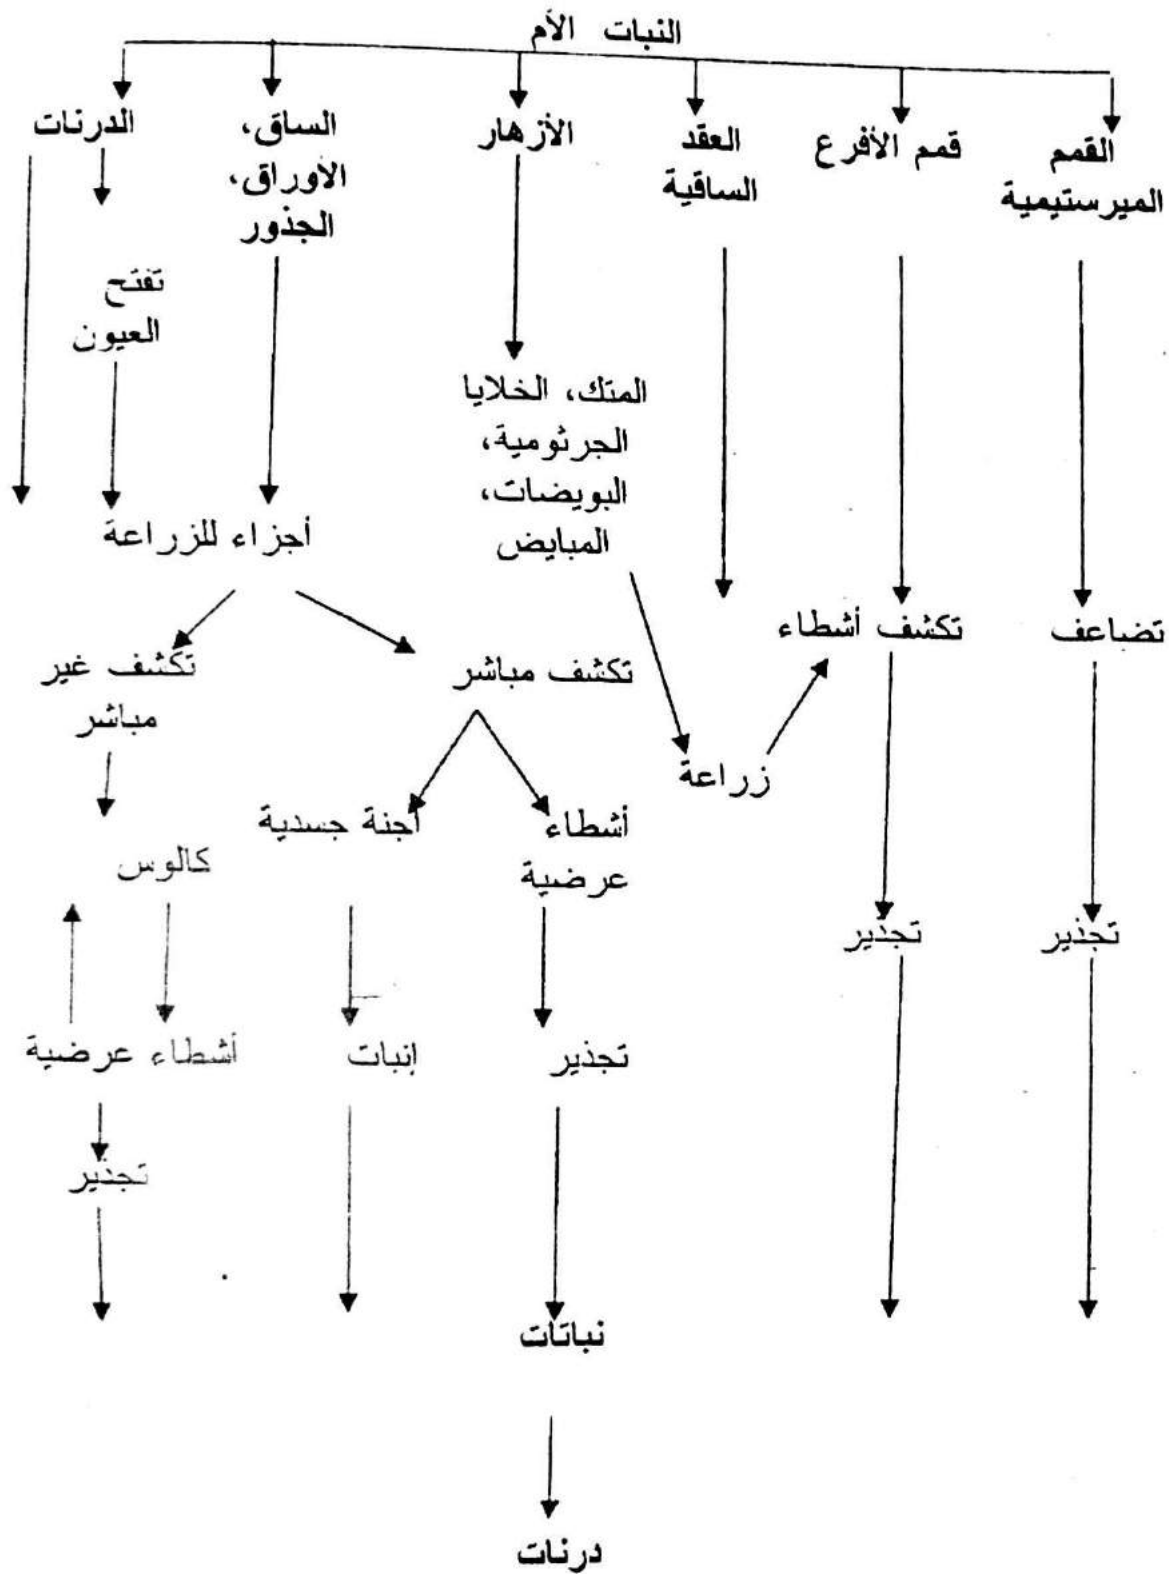 النبات الأم
القمم
الميرستيمية
قمم الأفرع
العقد
الساقية
الأزهار
الساق،
الأوراق،
الجذور
الدرنات
تفتح
العيون
المتك، الخلايا
الجرثومية،
البويضات،
المبايض
أجزاء للزراعة
تضاعف
تكشف أشطاء
تكشف مباشر
تكشف غير
مباشر
زراعة
أشطاء
عرضية
أجنة جسدية
كالوس
تجذير
تجذير
تجذير
إنبات
أشطاء عرضية
تجذير
نباتات
درنات